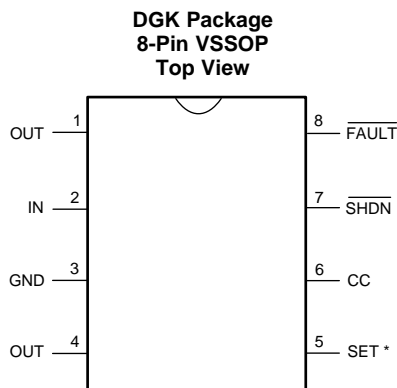 DGK Package
8-Pin VSSOP
Top View
OUT 1
8 FAULT
IN 2
7 SHDN
GND 3
6 CC
OUT 4
5 SET *